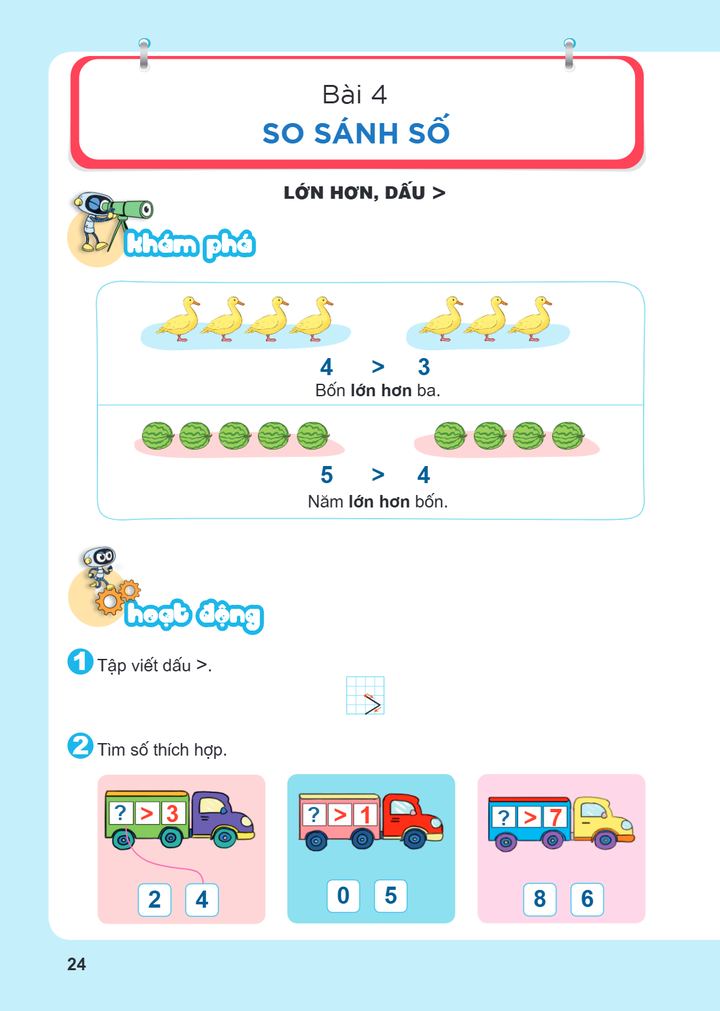 Bài 4
SO SÁNH SỐ
LỚN HƠN, DẤU >
khám phá
4 > 3
Bốn lớn hơn ba.
5 > 4
Năm lớn hơn bốn.
hoạt động
1 Tập viết dấu >.
>
2 Tìm số thích hợp.
? > 3
? > 1
? > 7
2 4
0 5
8 6
24